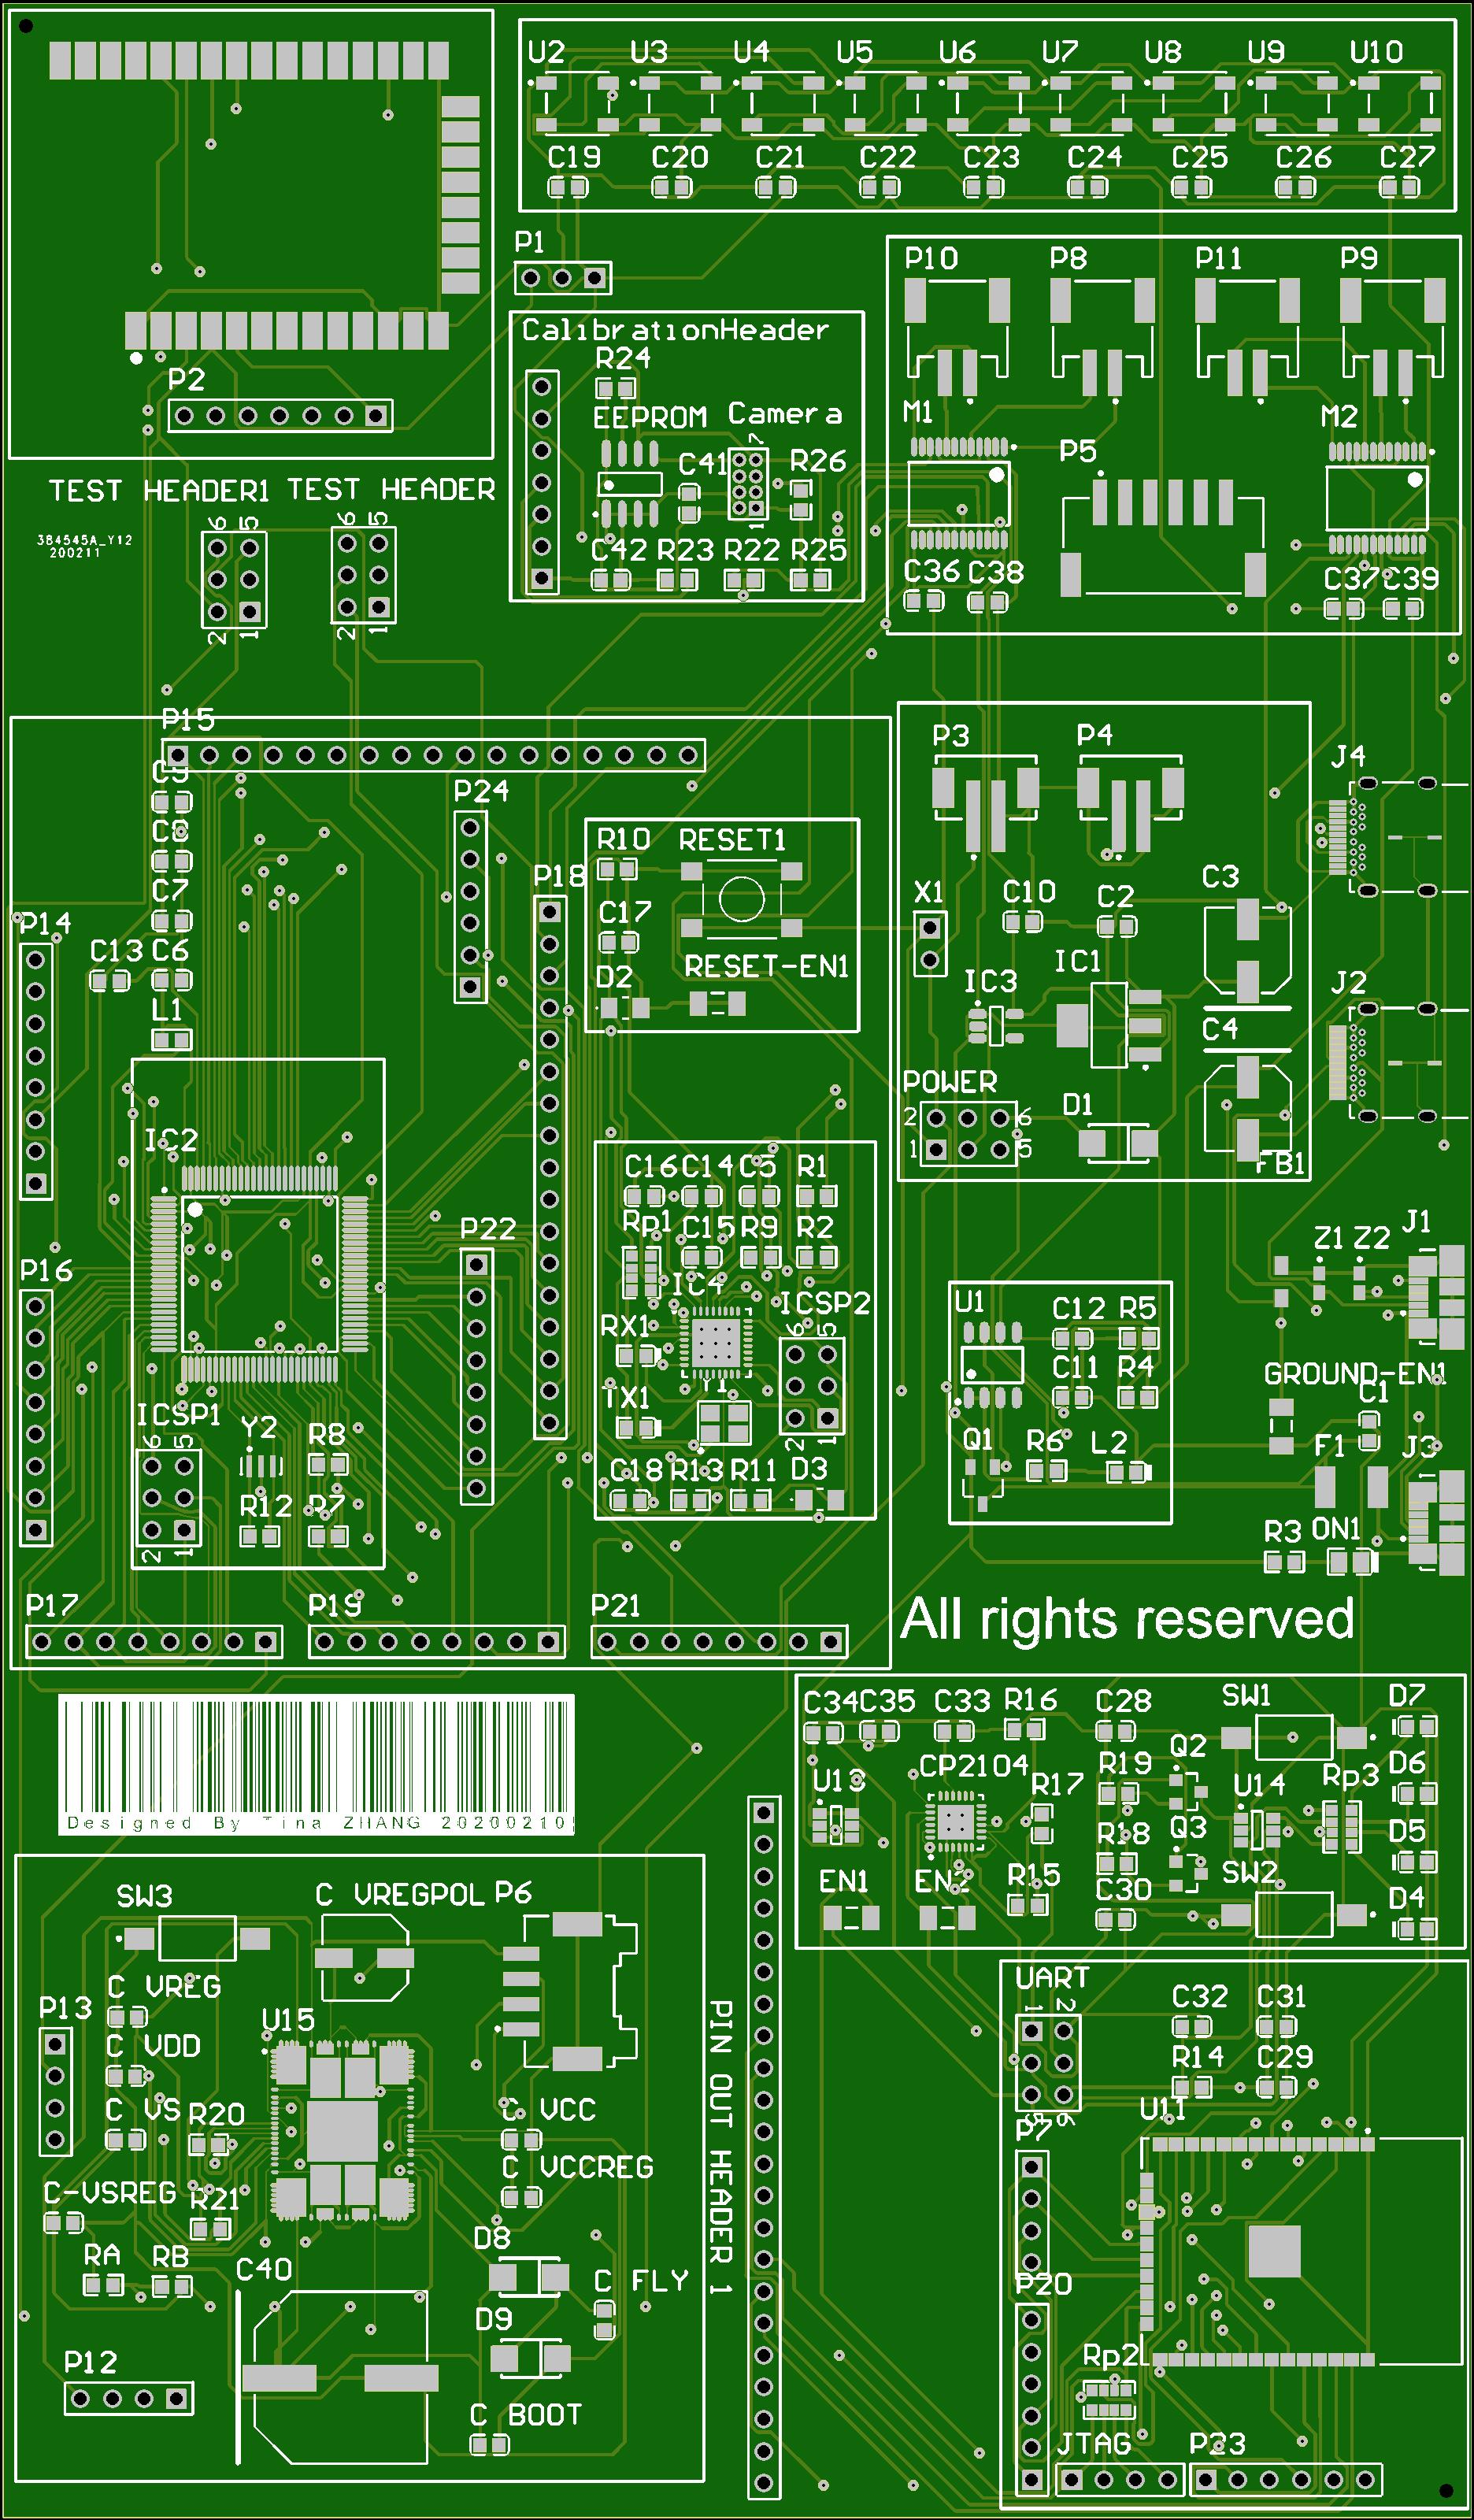 U2 U3 U4 U5 U6 U7 U8 U9 U10
C19 C20 C21 C22 C23 C24 C25 C26 C27
P1
P10 P8 P11 P9
CalibrationHeader
R24
P2
EEPROM Camera
M1 M2
7
C41 R26
P5
TEST HEADER1 TEST HEADER
6 5 6 5
1
384545A_Y12
200211
C42 R23 R22 R25
C36 C38 C37 C39
2 1 2 1
P15
P3 P4
J4
C9
P24
C8
R10 RESET1
P18
C7
C17
X1 C10 C2 C3
P14
C13 C6
D2 RESET-EN1
IC3 IC1
J2
L1
C4
POWER
D1
2 6
1 5
IC2
FB1
C16 C14 C5 R1
Rp1 C15 R9 R2
P22
J1
Z1 Z2
P16
IC4
ICSP2
U1 C12 R5
RX1
6 5
C11 R4
GROUND-EN1
Y1
TX1
C1
ICSP1 Y2 R8
6 5
2 1
Q1 R6 L2
F1 J3
C18 R13 R11 D3
R12 R7
ON1
R3
2 1
P17 P19 P21
All rights reserved
C34 C35 C33 R16 C28 SW1 D7
Q2
U13 CP2104 R17 R19 U14 Rp3 D6
Designed By Tina ZHANG 20200210
Q3 D5
R18
EN1 EN2 R15 SW2
C30 D4
SW3 C VREGPOL P6
UART
1 2
C VREG
P13 U15
C32 C31
PIN OUT HEADER 1
C VDD
R14 C29
C VS R20 C VCC
5 6
P7 U11
C VCCREG
C-VSREG R21
D8
RA RB C40 C FLY
P20
D9
P12
Rp2
C BOOT
JTAG P23